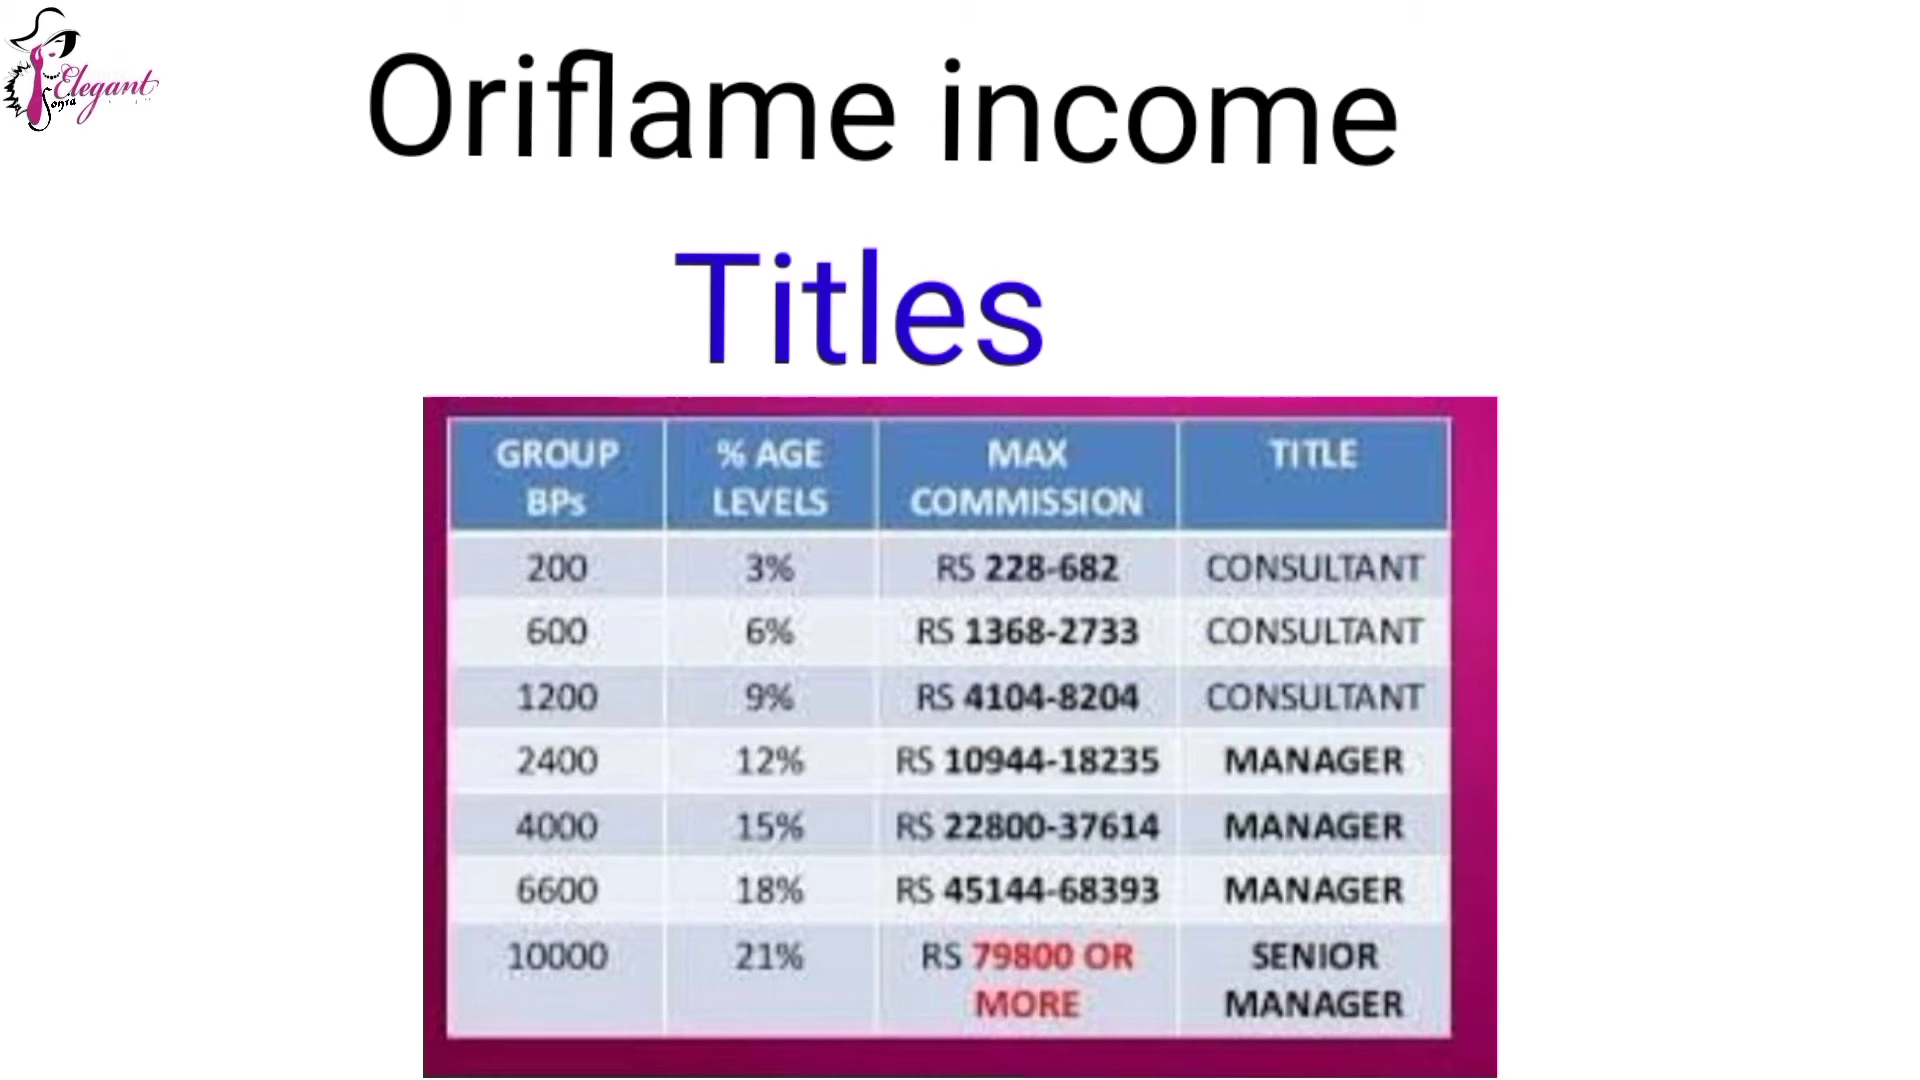 Elegant
Sonya
Oriflame income
Titles
GROUP BPs % AGE LEVELS MAX COMMISSION TITLE
200 3% RS 228-682 CONSULTANT
600 6% RS 1368-2733 CONSULTANT
1200 9% RS 4104-8204 CONSULTANT
2400 12% RS 10944-18235 MANAGER
4000 15% RS 22800-37614 MANAGER
6600 18% RS 45144-68393 MANAGER
10000 21% RS 79800 OR MORE SENIOR MANAGER